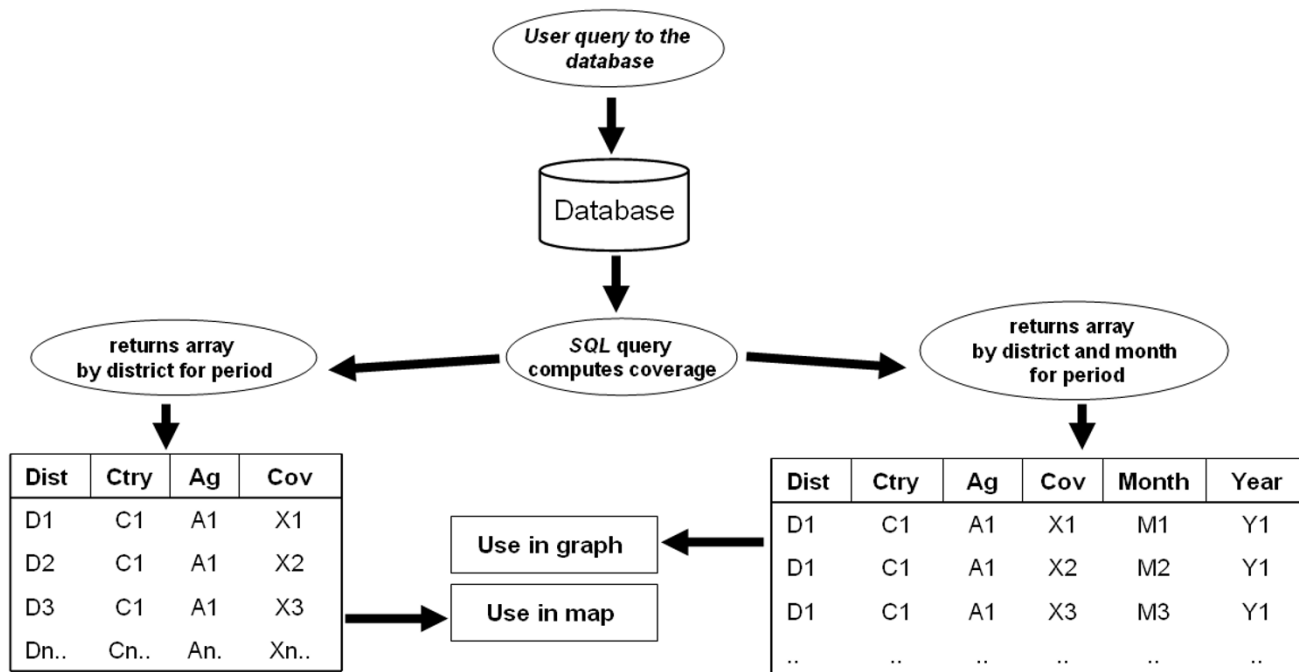 User query to the
database
Database
SQL query
computes coverage
returns array
by district for period
returns array
by district and month
for period
Dist Ctry Ag Cov
D1 C1 A1 X1
D2 C1 A1 X2
D3 C1 A1 X3
Dn.. Cn.. An. Xn..
Use in graph
Use in map
Dist Ctry Ag Cov Month Year
D1 C1 A1 X1 M1 Y1
D1 C1 A1 X2 M2 Y1
D1 C1 A1 X3 M3 Y1
.. .. .. .. .. ..